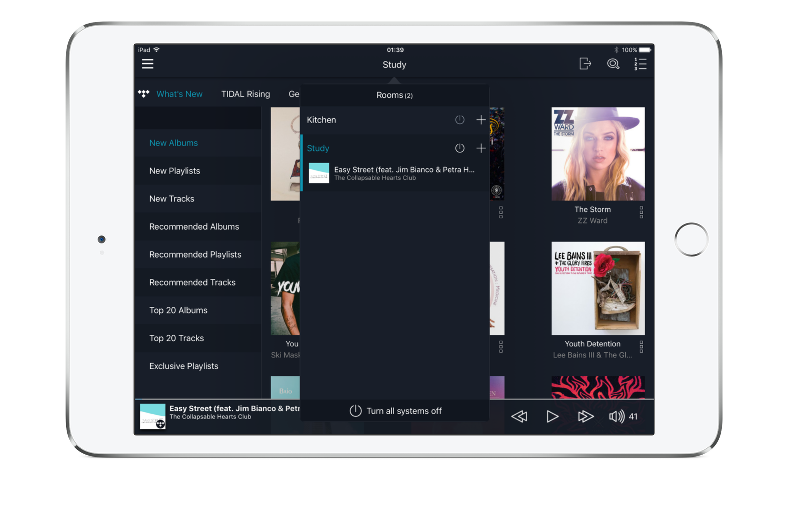 iPad
01:39
100%
Study
What's New
TIDAL Rising
Ge
Rooms (2)
Kitchen
Study
Easy Street (feat. Jim Bianco & Petra H...
The Collapsable Hearts Club
New Albums
New Playlists
New Tracks
Recommended Albums
Recommended Playlists
Recommended Tracks
Top 20 Albums
Top 20 Tracks
Exclusive Playlists
ZZ
WARD
THE STORM
The Storm
ZZ Ward
YOU
You
Ski Mask
LEE BAINS III
+ THE GLORY FIRES
YOUTH DETENTION
Youth Detention
Lee Bains III & The Gl...
Turn all systems off
Easy Street (feat. Jim Bianco & Petr
The Collapsable Hearts Club
41